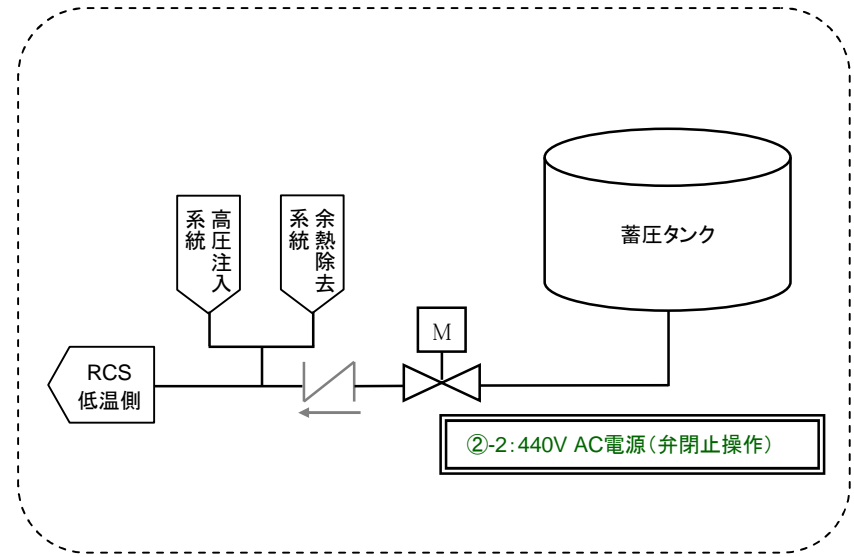 蓄圧タンク
高圧注入
系統
余熱除去
系統
M
RCS
低温側
②-2:440V AC電源(弁閉止操作)